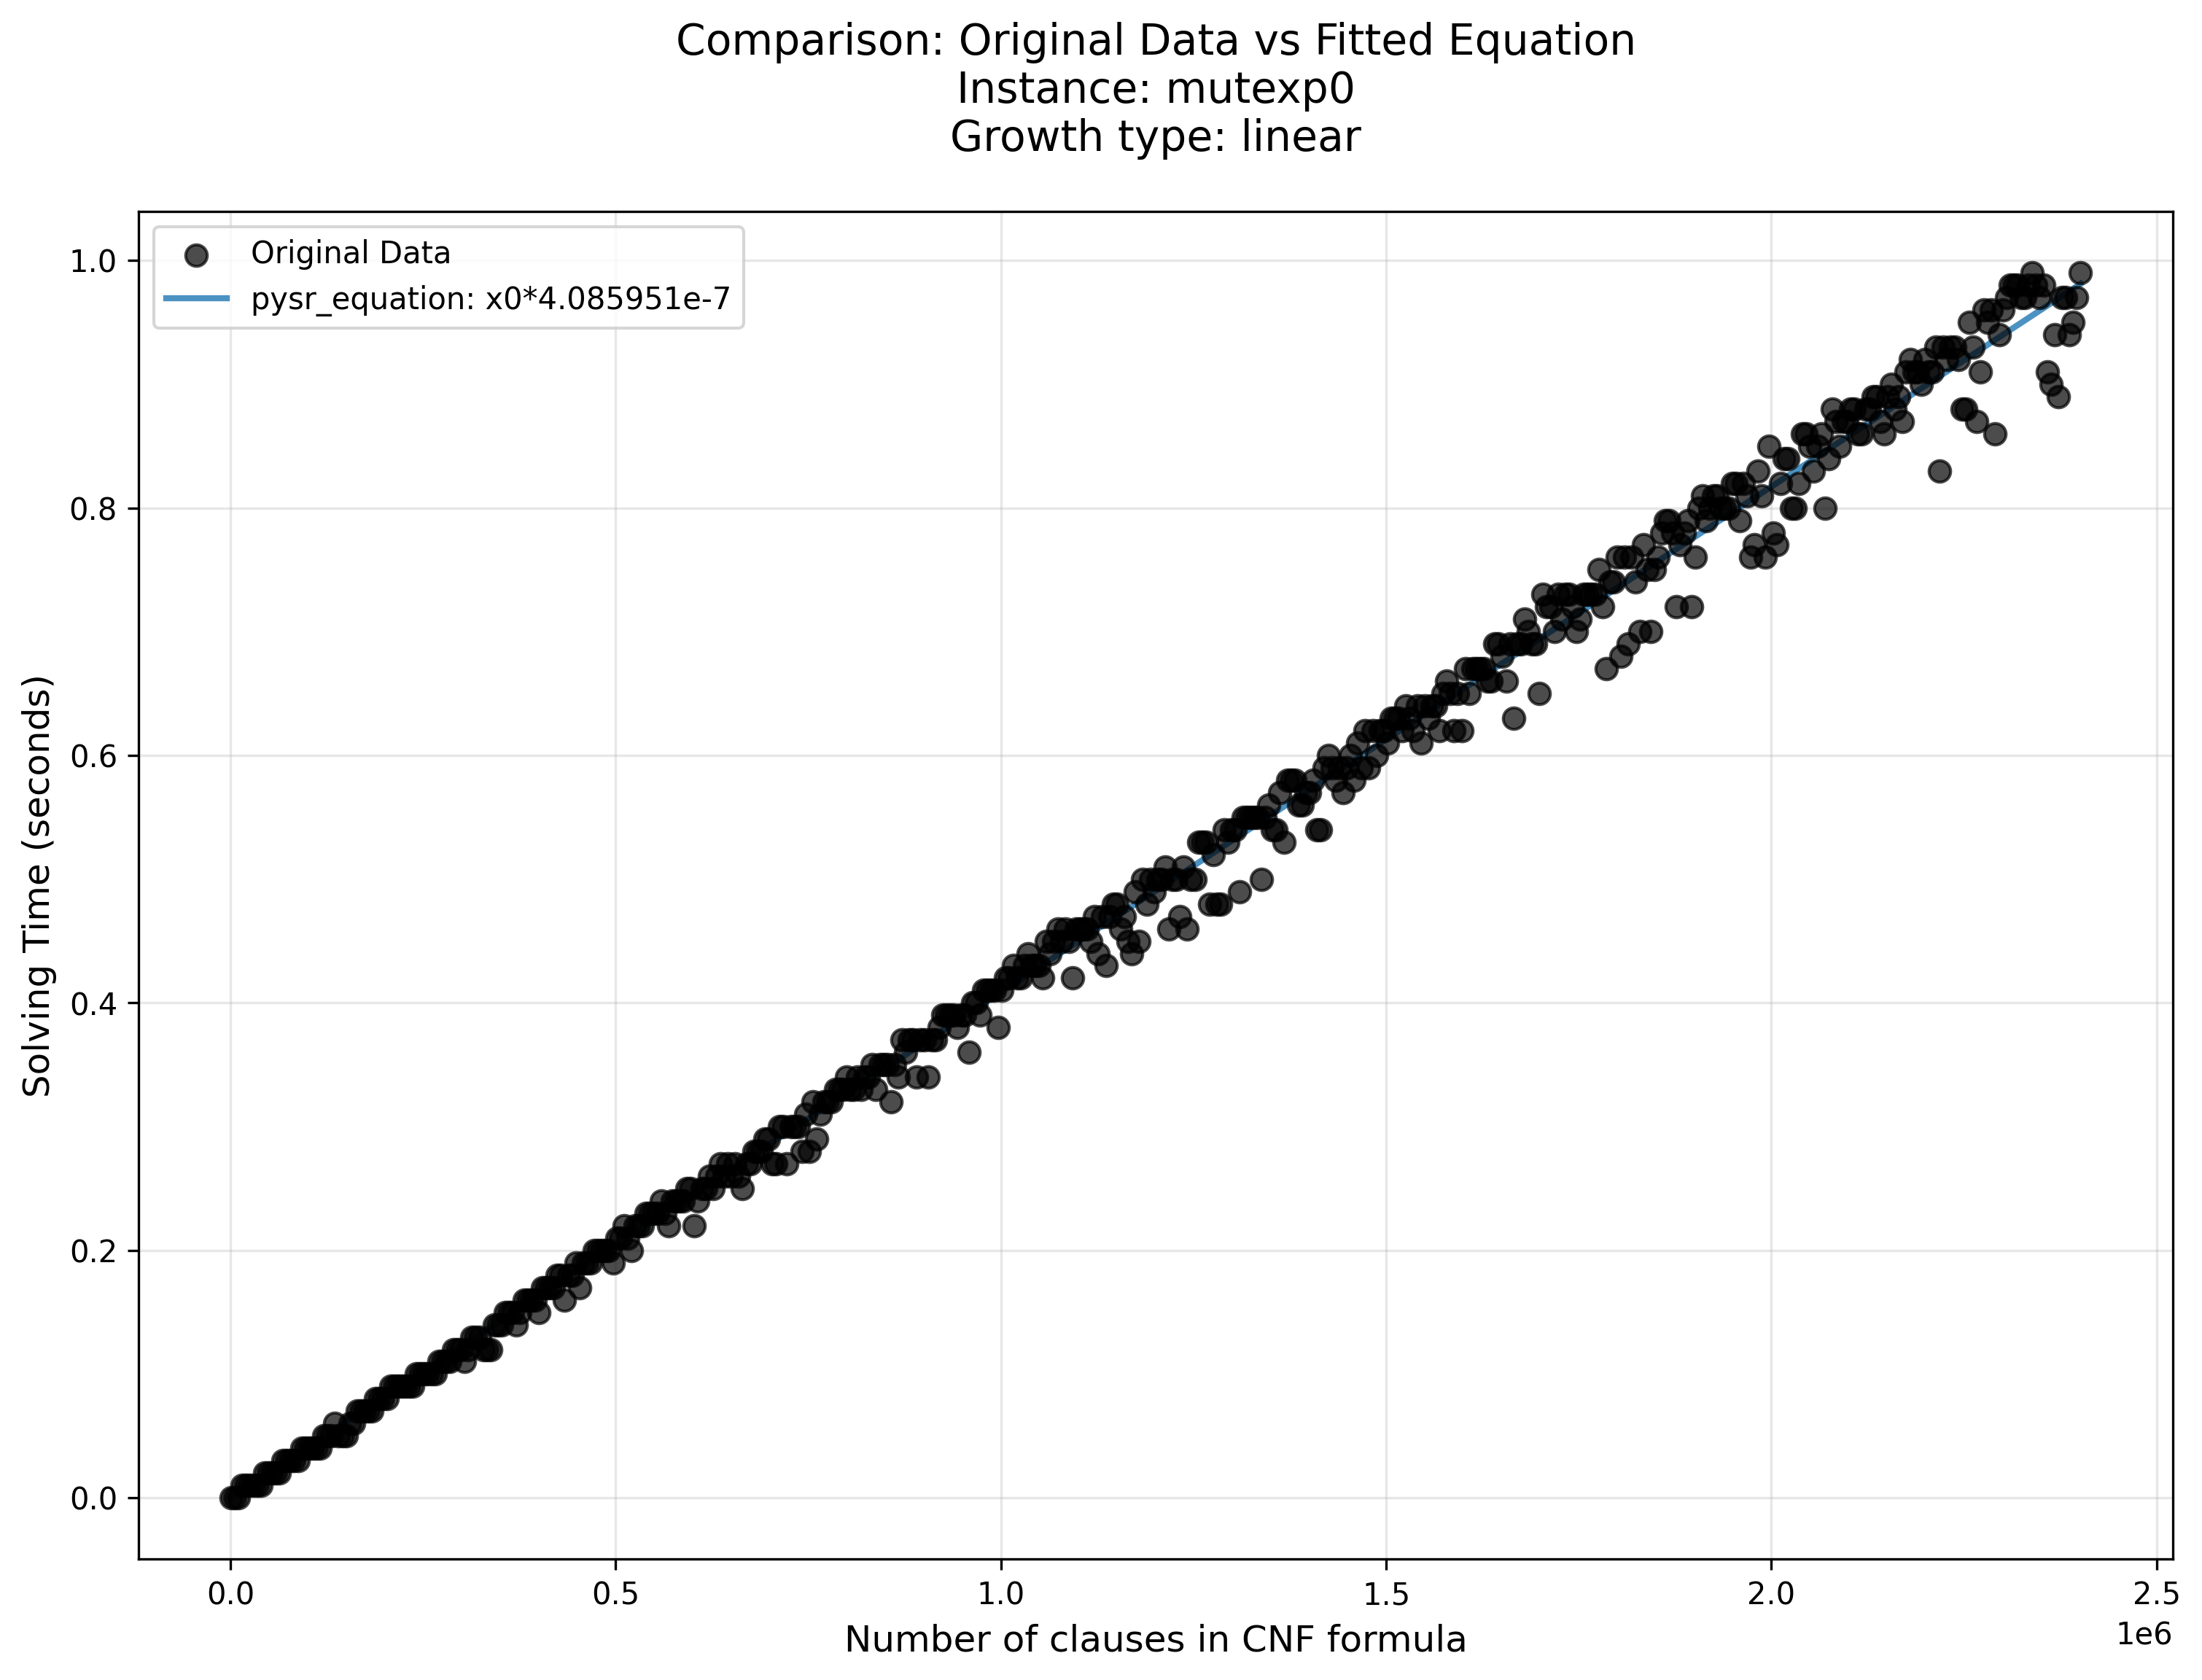 Comparison: Original Data vs Fitted Equation
Instance: mutexp0
Growth type: linear
Original Data
pysr_equation: x0*4.085951e-7
1.0
0.8
0.6
0.4
0.2
0.0
Solving Time (seconds)
0.0 0.5 1.0 1.5 2.0 2.5
1e6
Number of clauses in CNF formula